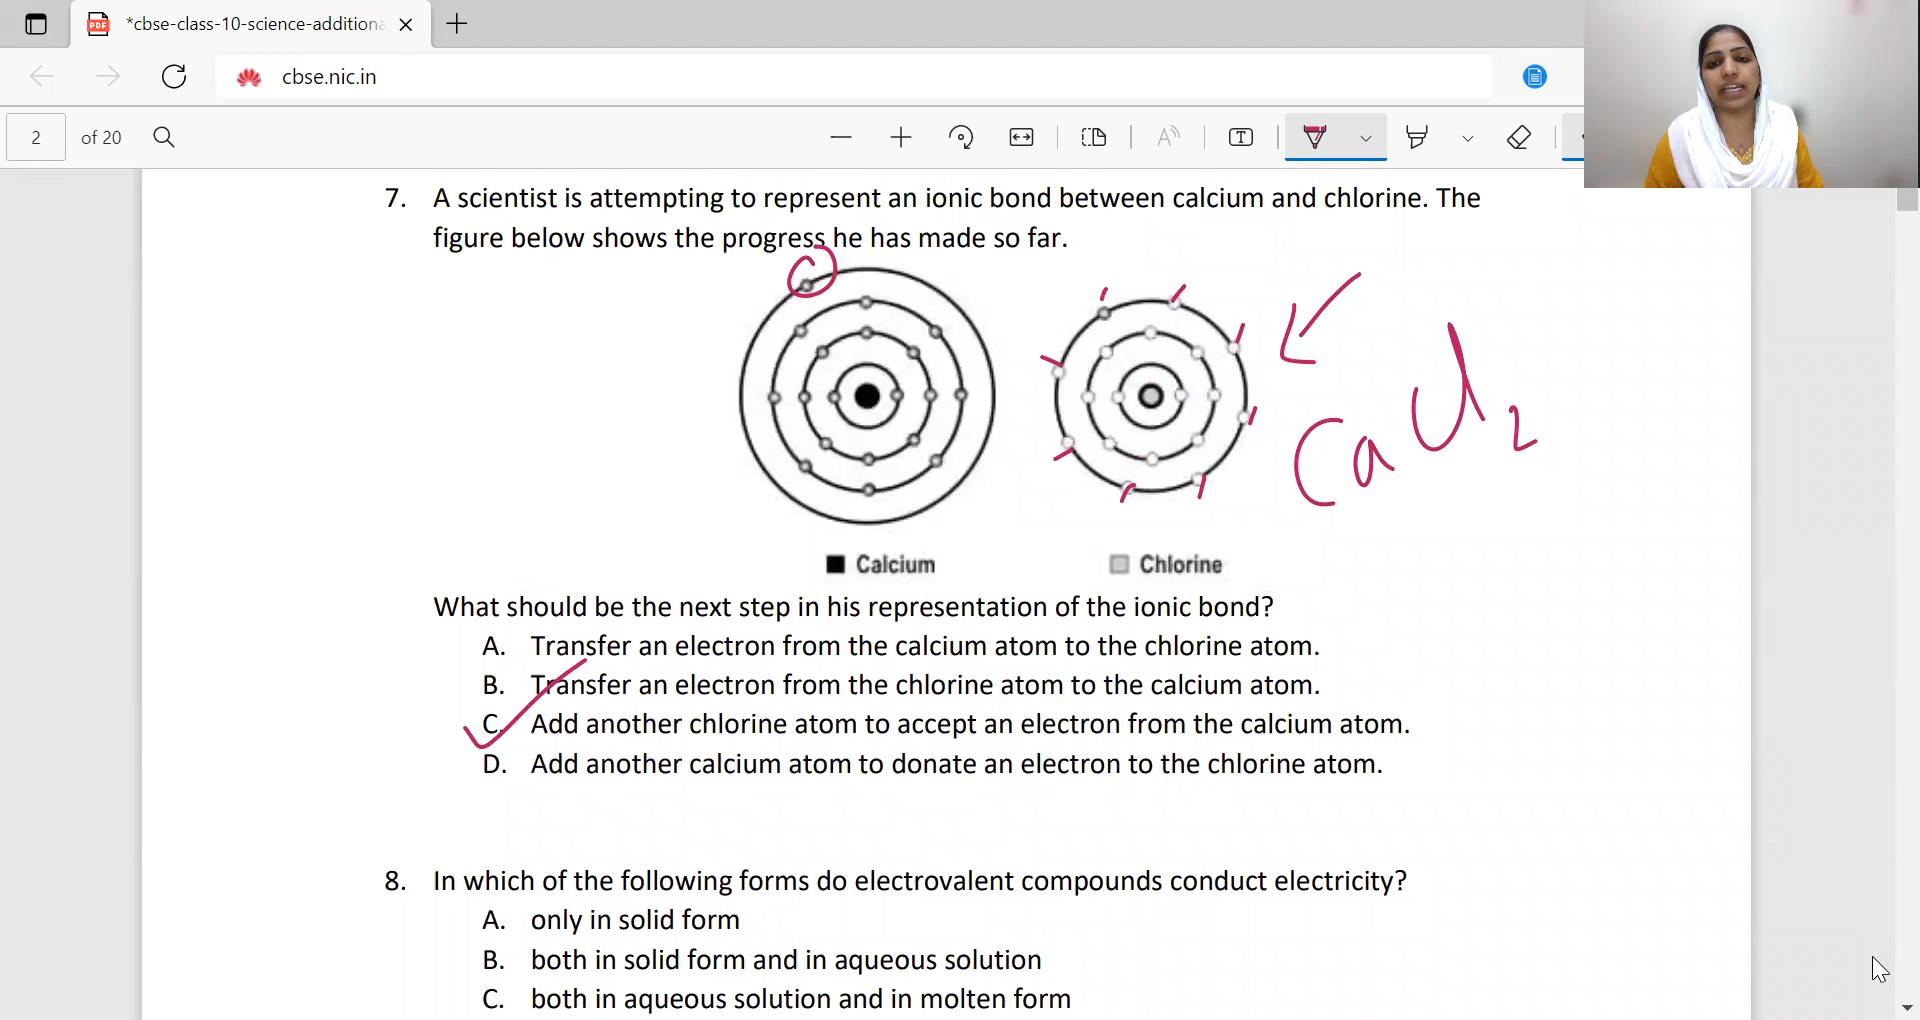 *cbse-class-10-science-additiona
cbse.nic.in
2 of 20
7. A scientist is attempting to represent an ionic bond between calcium and chlorine. The
figure below shows the progress he has made so far.
CaCl2
Calcium Chlorine
What should be the next step in his representation of the ionic bond?
A. Transfer an electron from the calcium atom to the chlorine atom.
B. Transfer an electron from the chlorine atom to the calcium atom.
C. Add another chlorine atom to accept an electron from the calcium atom.
D. Add another calcium atom to donate an electron to the chlorine atom.
8. In which of the following forms do electrovalent compounds conduct electricity?
A. only in solid form
B. both in solid form and in aqueous solution
C. both in aqueous solution and in molten form